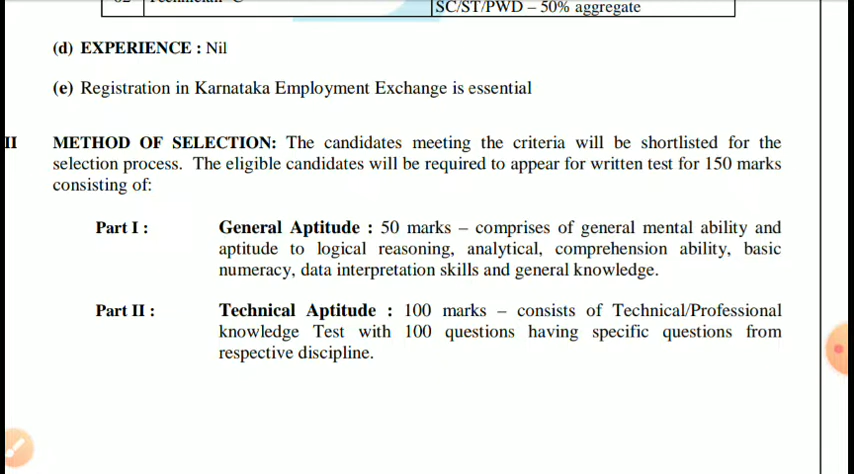 SC/ST/PWD – 50% aggregate
(d) EXPERIENCE : Nil
(e) Registration in Karnataka Employment Exchange is essential
II METHOD OF SELECTION: The candidates meeting the criteria will be shortlisted for the
selection process. The eligible candidates will be required to appear for written test for 150 marks
consisting of:
Part I : General Aptitude : 50 marks – comprises of general mental ability and
aptitude to logical reasoning, analytical, comprehension ability, basic
numeracy, data interpretation skills and general knowledge.
Part II : Technical Aptitude : 100 marks – consists of Technical/Professional
knowledge Test with 100 questions having specific questions from
respective discipline.